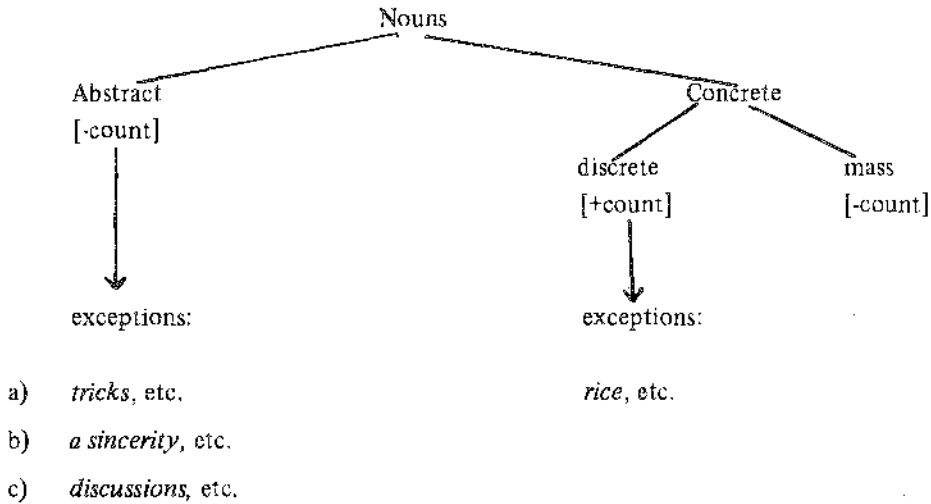 Nouns
Abstract Concrete
[-count]
discrete mass
[+count] [-count]
exceptions: exceptions:
a) tricks, etc. rice, etc.
b) a sincerity, etc.
c) discussions, etc.